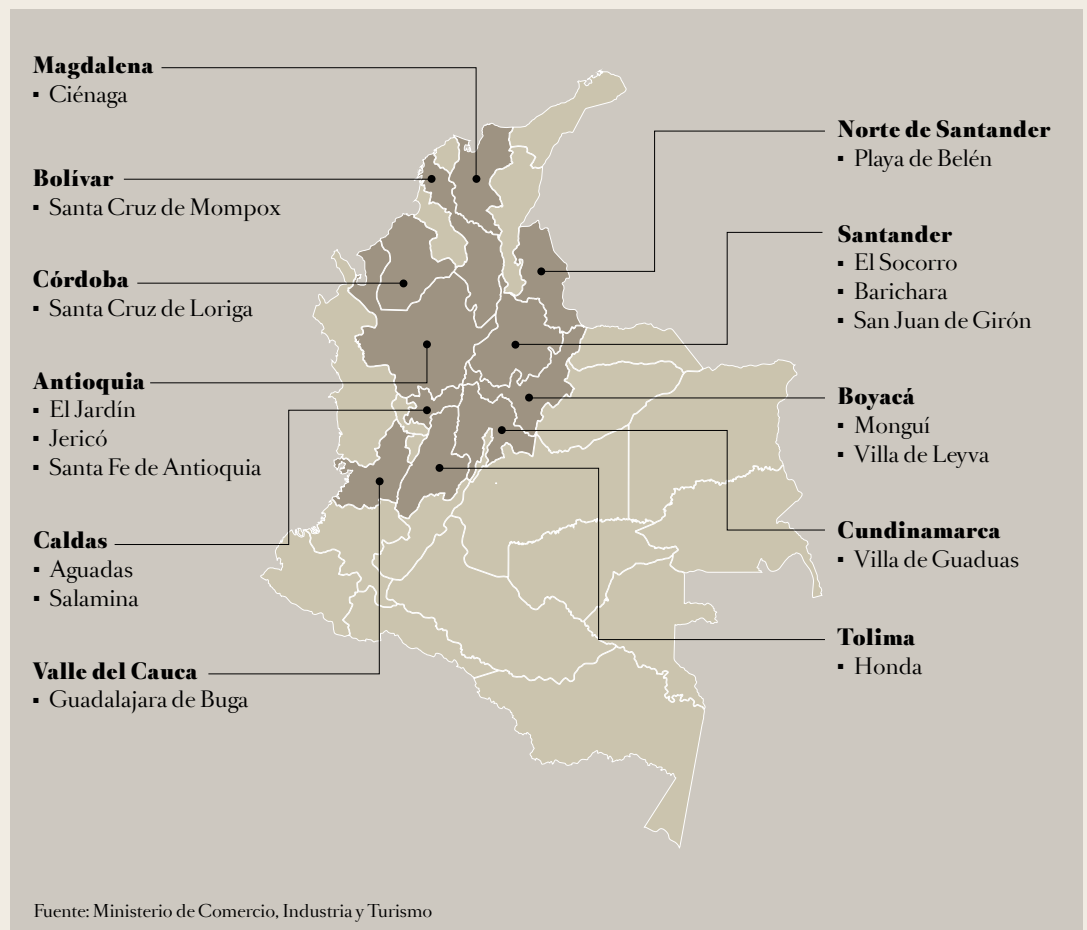 Magdalena
▪ Ciénaga
Bolívar
▪ Santa Cruz de Mompox
Córdoba
▪ Santa Cruz de Loriga
Antioquia
▪ El Jardín
▪ Jericó
▪ Santa Fe de Antioquia
Caldas
▪ Aguadas
▪ Salamina
Valle del Cauca
▪ Guadalajara de Buga
Norte de Santander
▪ Playa de Belén
Santander
▪ El Socorro
▪ Barichara
▪ San Juan de Girón
Boyacá
▪ Monguí
▪ Villa de Leyva
Cundinamarca
▪ Villa de Guaduas
Tolima
▪ Honda
Fuente: Ministerio de Comercio, Industria y Turismo